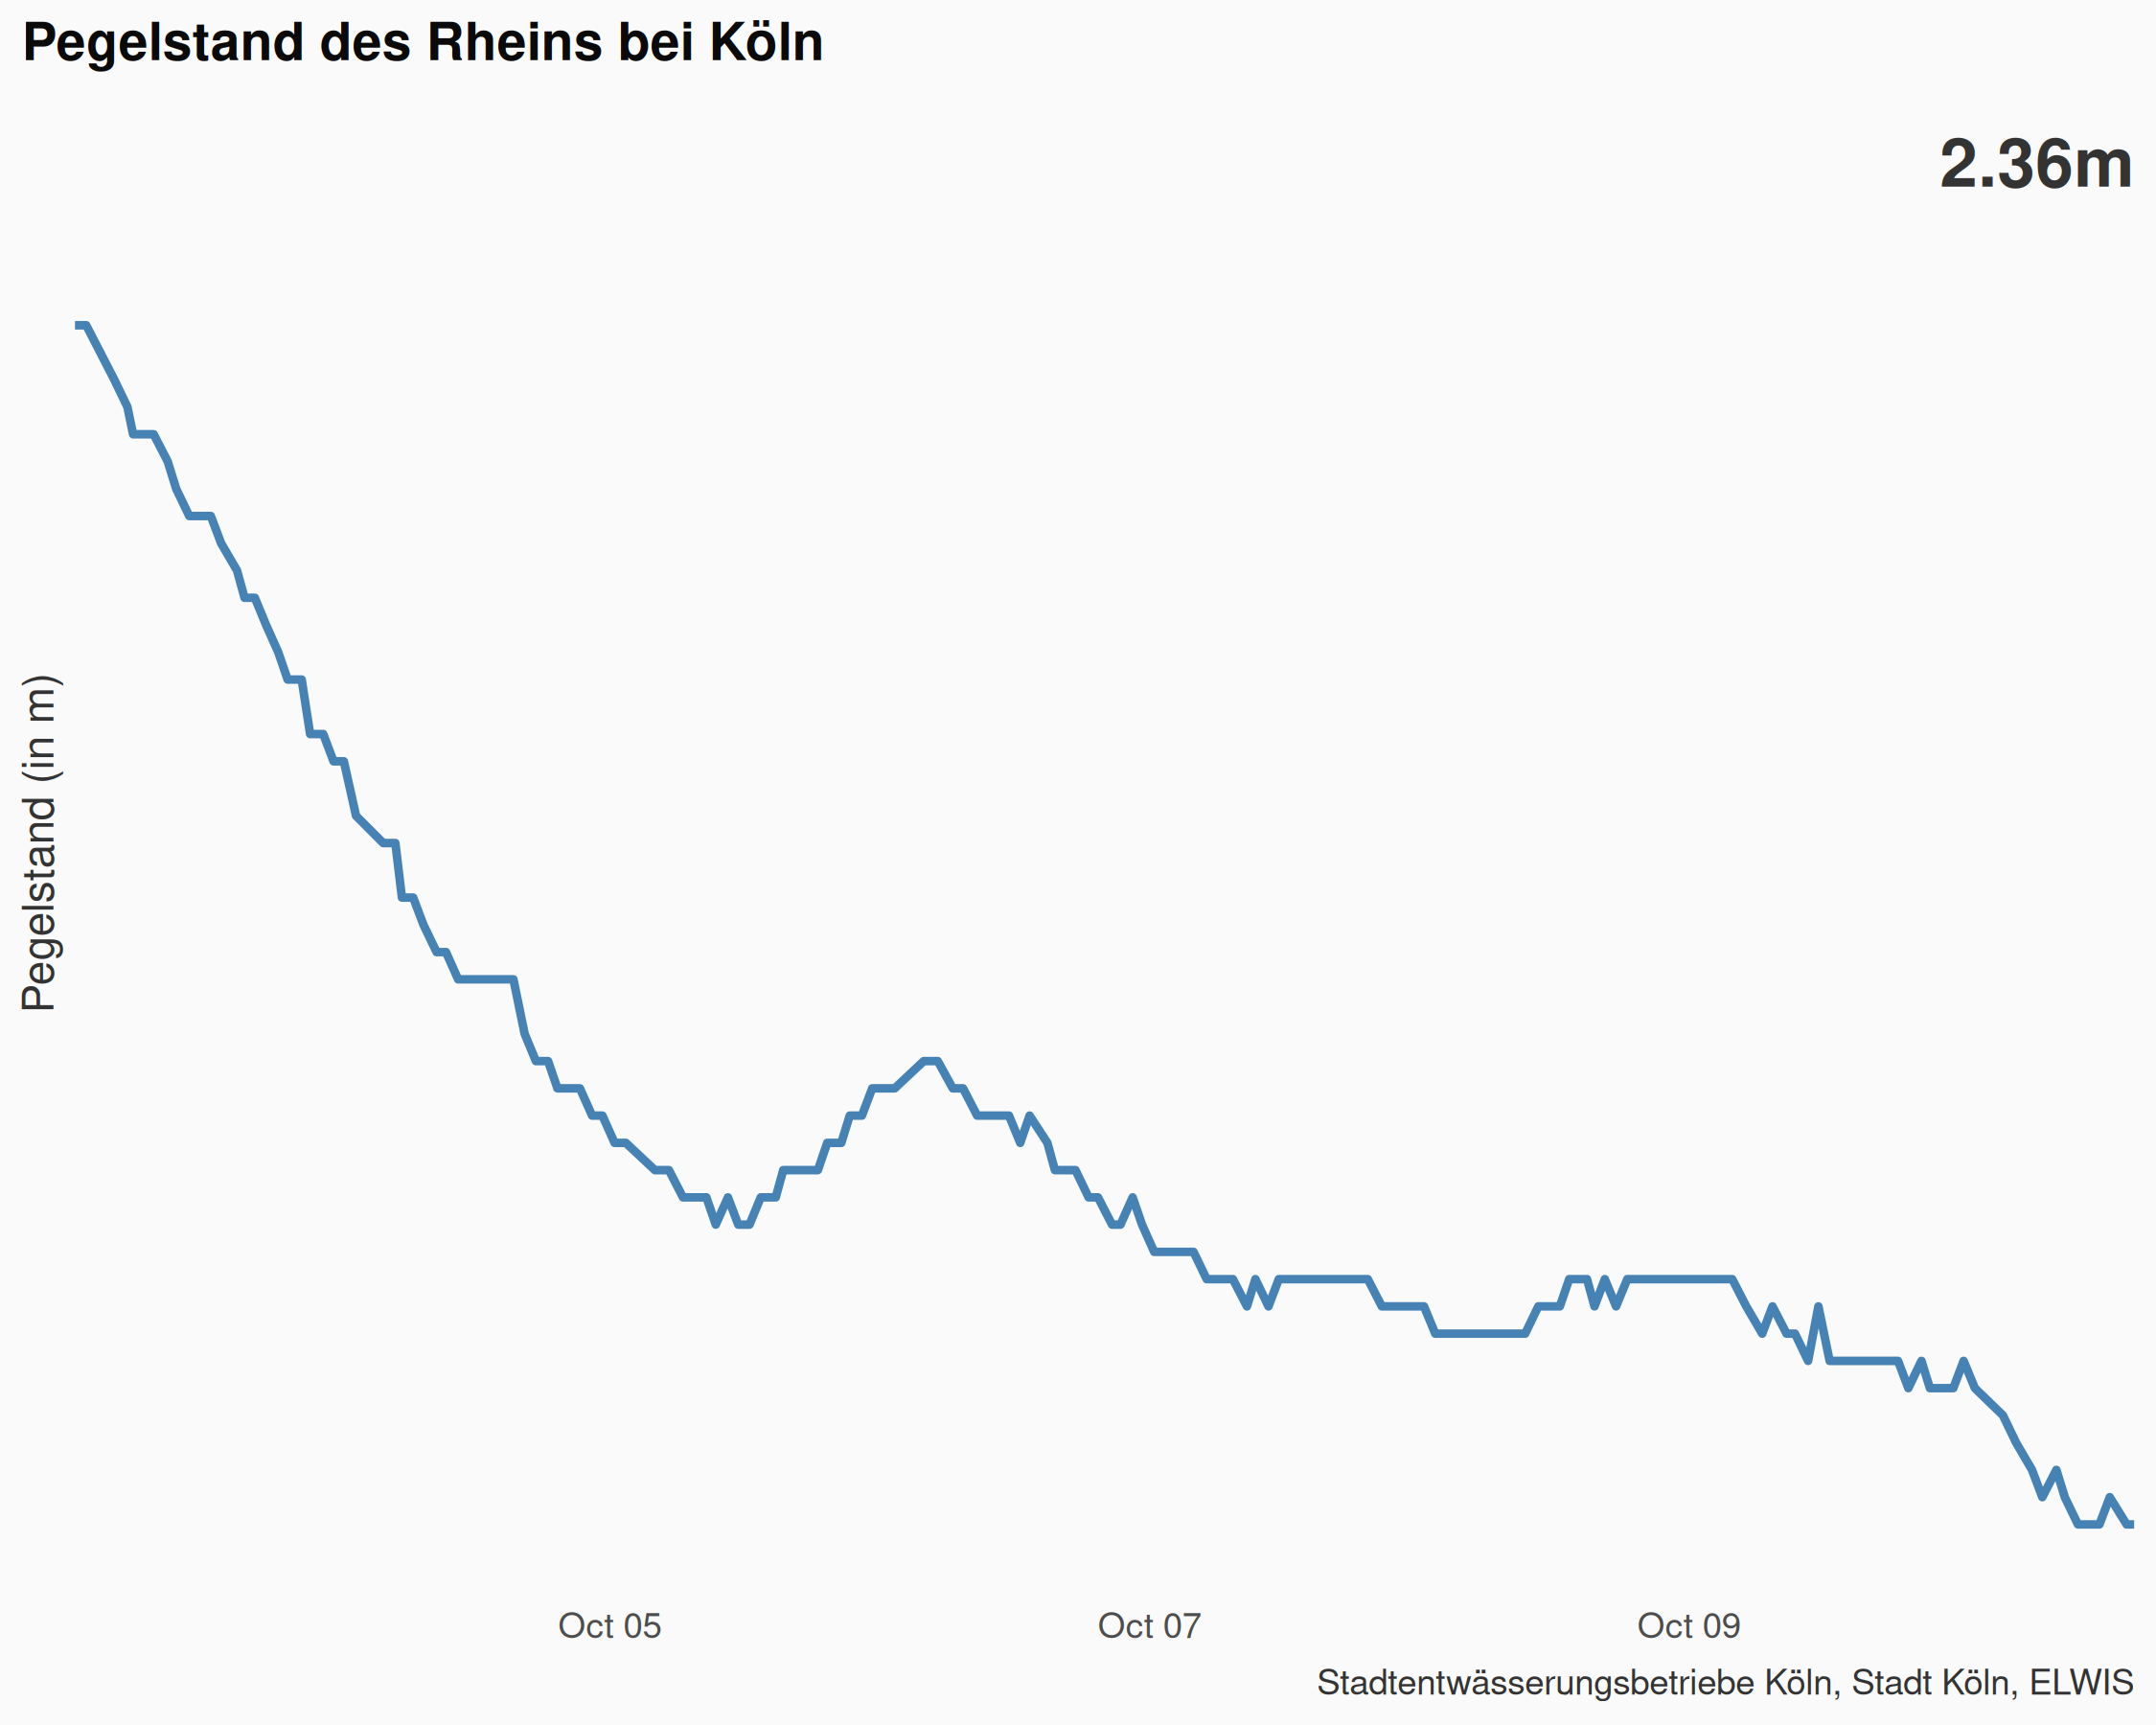 Pegelstand des Rheins bei Köln
2.36m
Pegelstand (in m)
Oct 05
Oct 07
Oct 09
Stadtentwässerungsbetriebe Köln, Stadt Köln, ELWIS